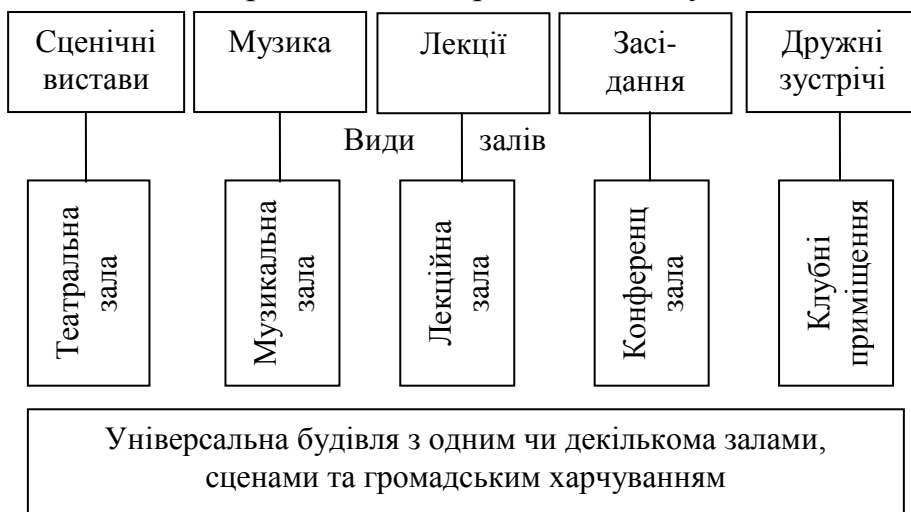 Сценічні
вистави
Музика
Лекції
Засі-
дання
Дружні
зустрічі
Види залів
Театральна
зала
Музикальна
зала
Лекційна
зала
Конференц
зала
Клубні
приміщення
Універсальна будівля з одним чи декількома залами,
сценами та громадським харчуванням